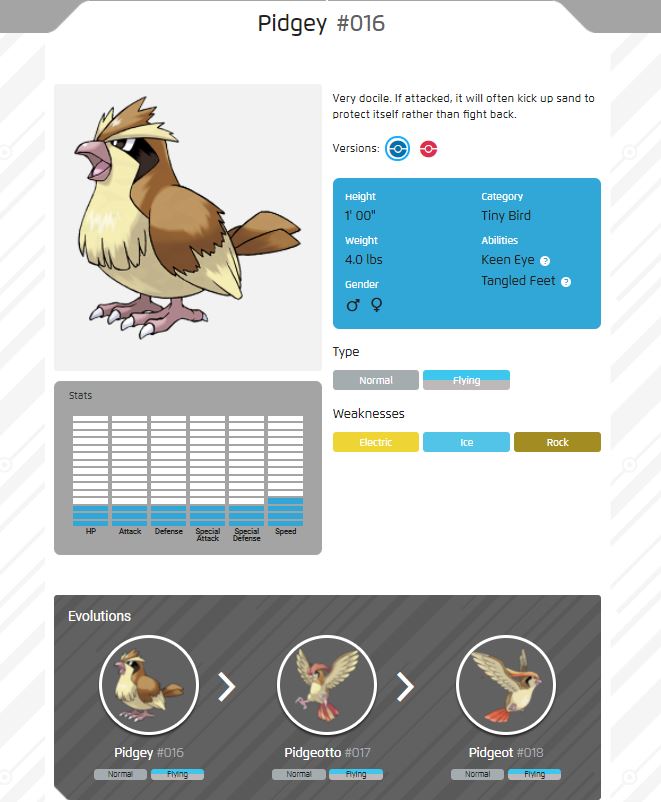 Pidgey #016
Very docile. If attacked, it will often kick up sand to
protect itself rather than fight back.
Versions:
Height
1' 00"
Weight
4.0 lbs
Gender
♂ ♀
Category
Tiny Bird
Abilities
Keen Eye ?
Tangled Feet ?
Type
Normal Flying
Weaknesses
Electric Ice Rock
Stats
HP Attack Defense Special Attack Special Defense Speed
Evolutions
Pidgey #016 Pidgeotto #017 Pidgeot #018
Normal Flying Normal Flying Normal Flying